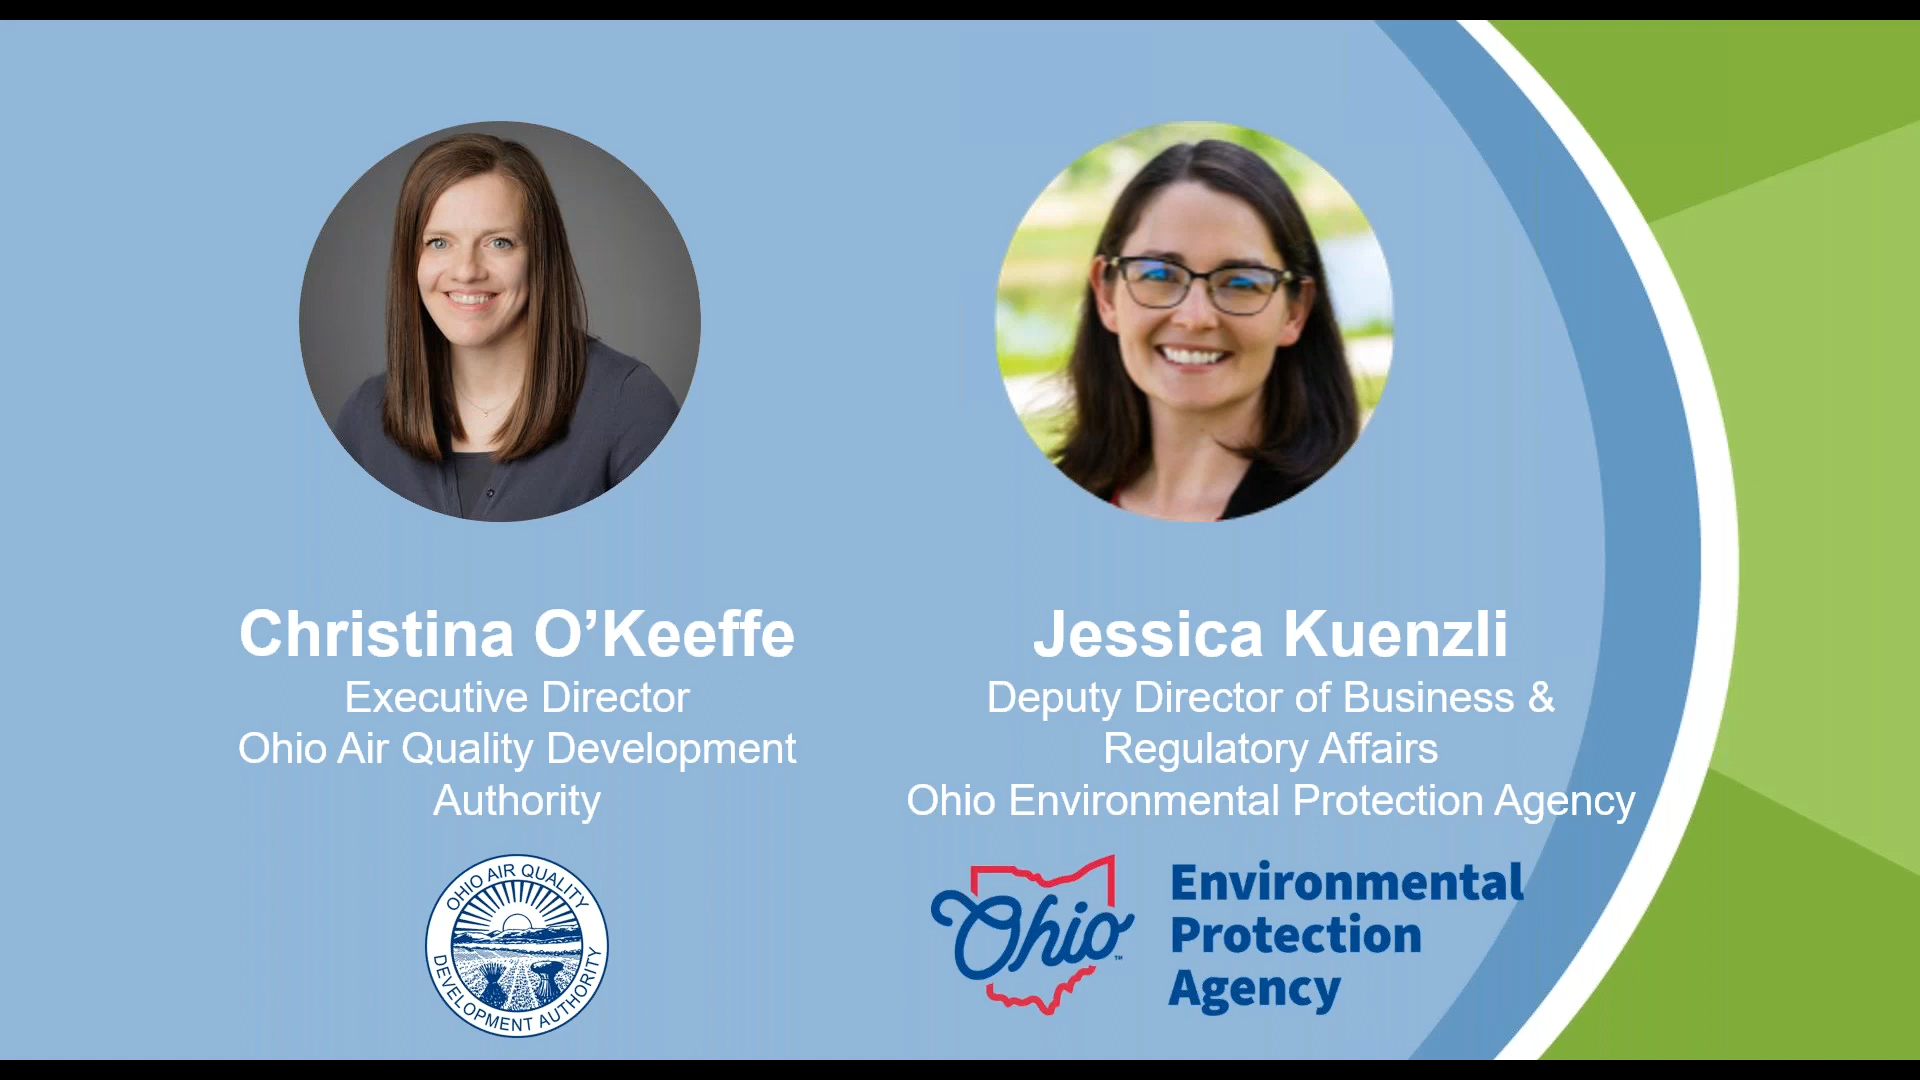 Christina O’Keeffe
Executive Director
Ohio Air Quality Development
Authority
OHIO AIR QUALITY
DEVELOPMENT AUTHORITY
Jessica Kuenzli
Deputy Director of Business &
Regulatory Affairs
Ohio Environmental Protection Agency
Ohio™
Environmental
Protection
Agency